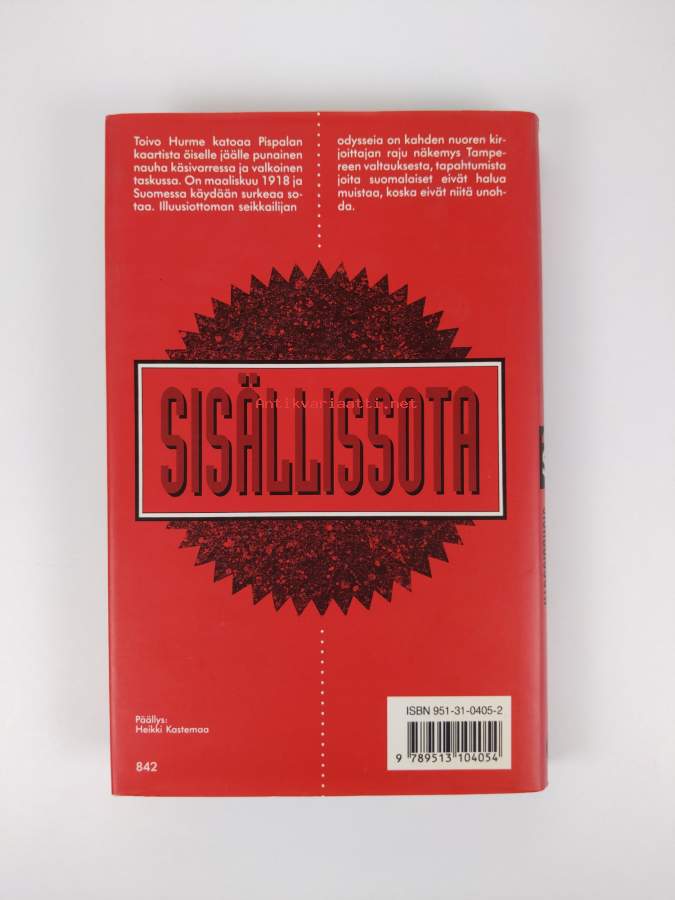 Toivo Hurme katoaa Pispalan
kaartista öiselle jäälle punainen
nauha käsivarressa ja valkoinen
taskussa. On maaliskuu 1918 ja
Suomessa käydään surkeaa so-
taa. Illuusiottoman seikkailijan
odysseia on kahden nuoren kir-
joittajan raju näkemys Tampe-
reen valtauksesta, tapahtumista
joita suomalaiset eivät halua
muistaa, koska eivät niitä unoh-
da.
SISÄLLISSOTA
Antikvariaatti.net
Päällys:
Heikki Kastemaa
842
ISBN 951-31-0405-2
9 789513 104054